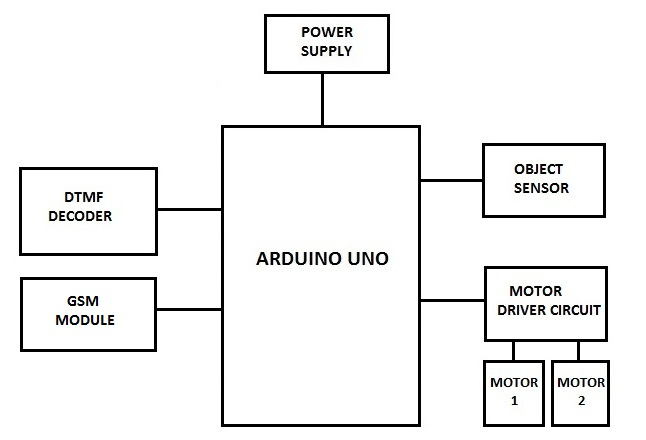 POWER
SUPPLY
DTMF
DECODER
OBJECT
SENSOR
ARDUINO UNO
GSM
MODULE
MOTOR
DRIVER CIRCUIT
MOTOR
1
MOTOR
2